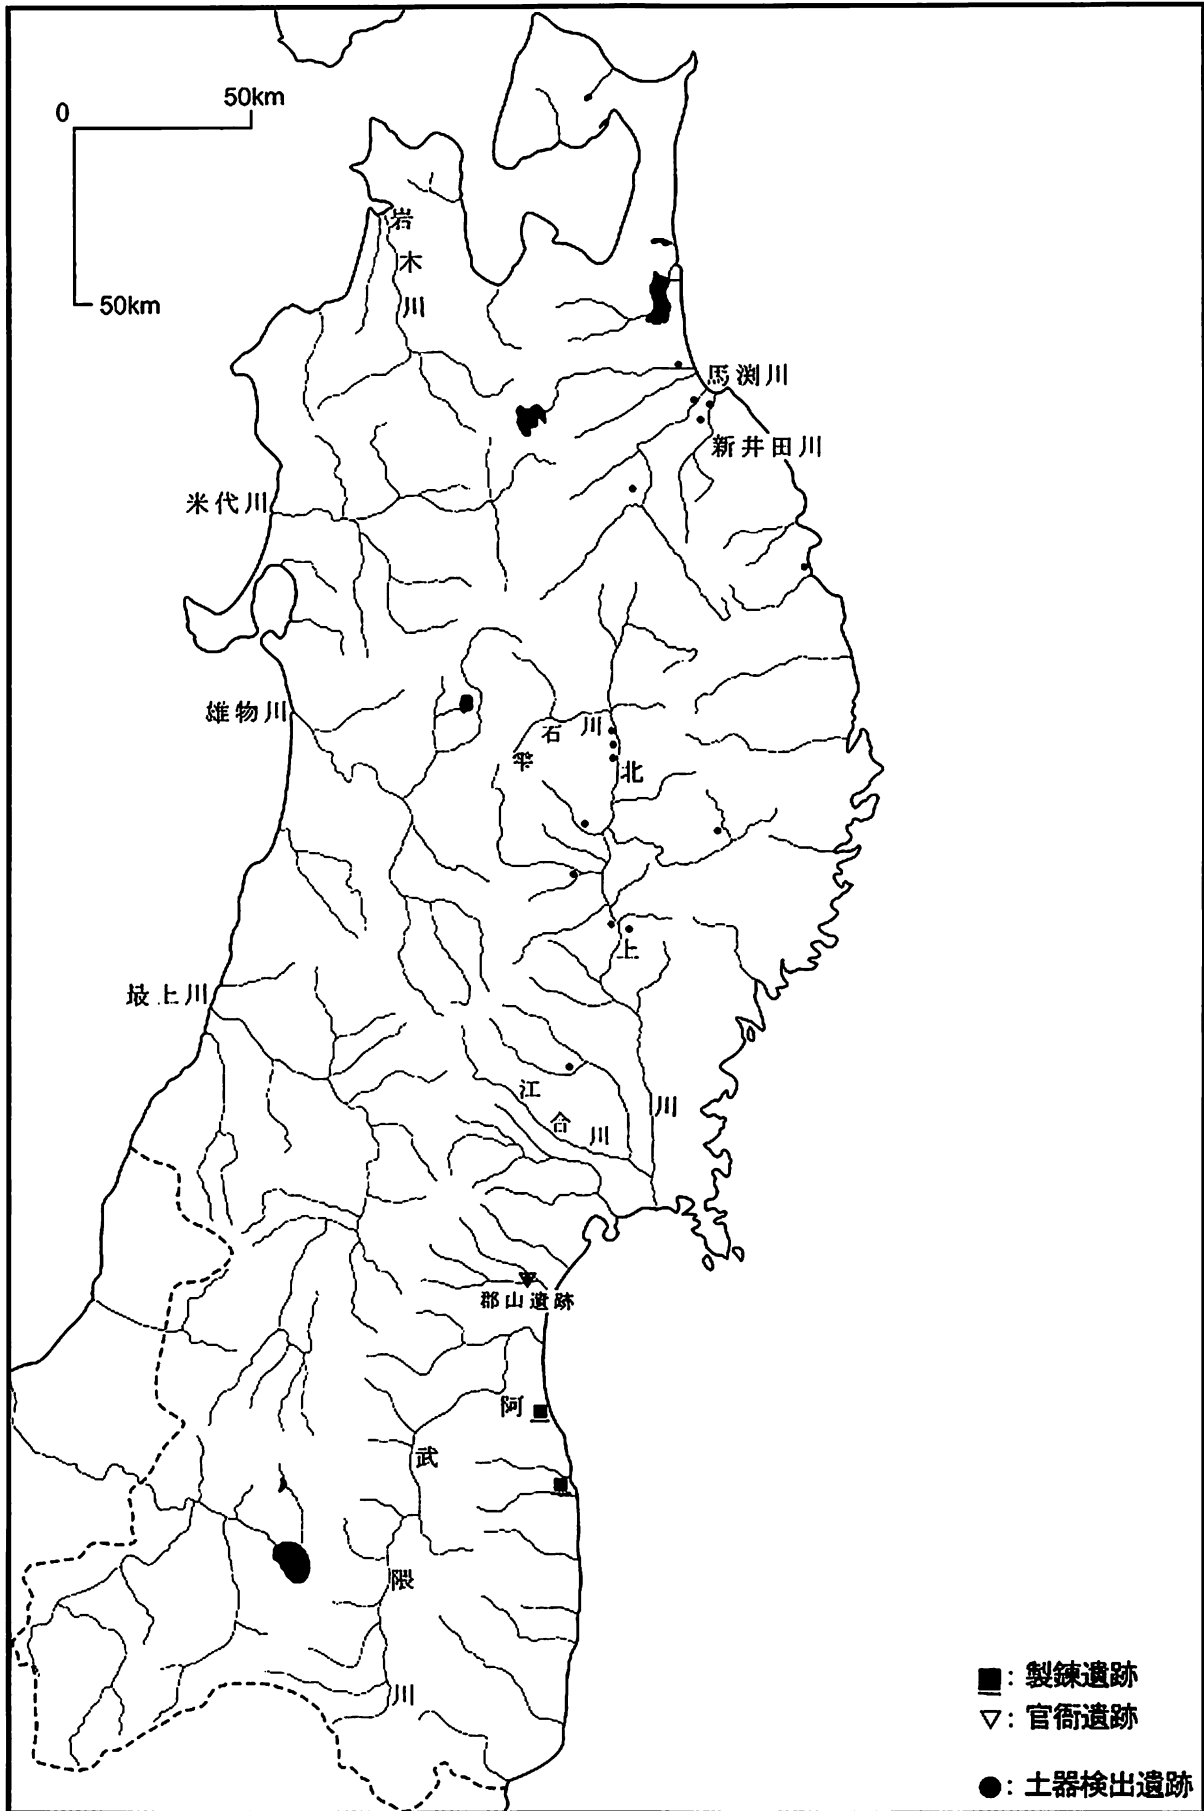 0
50km
50km
岩木川
馬渕川
新井田川
米代川
雄物川
雫石川
北上川
最上川
江合川
郡山遺跡
阿武隈川
■: 製錬遺跡
▽: 官衙遺跡
●: 土器検出遺跡